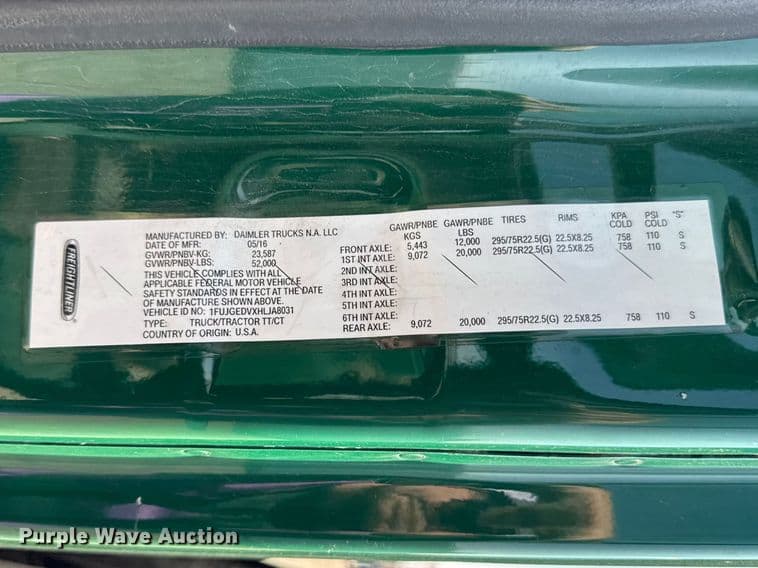 FREIGHTLINER
MANUFACTURED BY: DAIMLER TRUCKS N.A. LLC
DATE OF MFR: 05/16
GVWR/PNBV-KG: 23,587
GVWR/PNBV-LBS: 52,000
THIS VEHICLE COMPLIES WITH ALL
APPLICABLE FEDERAL MOTOR VEHICLE
SAFETY STANDARDS IN EFFECT AT THE DATE
OF MANUFACTURE SHOWN ABOVE.
VEHICLE ID: 1FUJGEDVXHLJA8031
TYPE: TRUCK/TRACTOR TT/CT
COUNTRY OF ORIGIN: U.S.A.
GAWR/PNBE KGS GAWR/PNBE LBS TIRES RIMS KPA COLD PSI COLD "S"
FRONT AXLE: 5,443 12,000 295/75R22.5(G) 22.5X8.25 758 110 S
1ST INT AXLE: 9,072 20,000 295/75R22.5(G) 22.5X8.25 758 110 S
2ND INT AXLE:
3RD INT AXLE:
4TH INT AXLE:
5TH INT AXLE:
6TH INT AXLE:
REAR AXLE: 9,072 20,000 295/75R22.5(G) 22.5X8.25 758 110 S
Purple Wave Auction